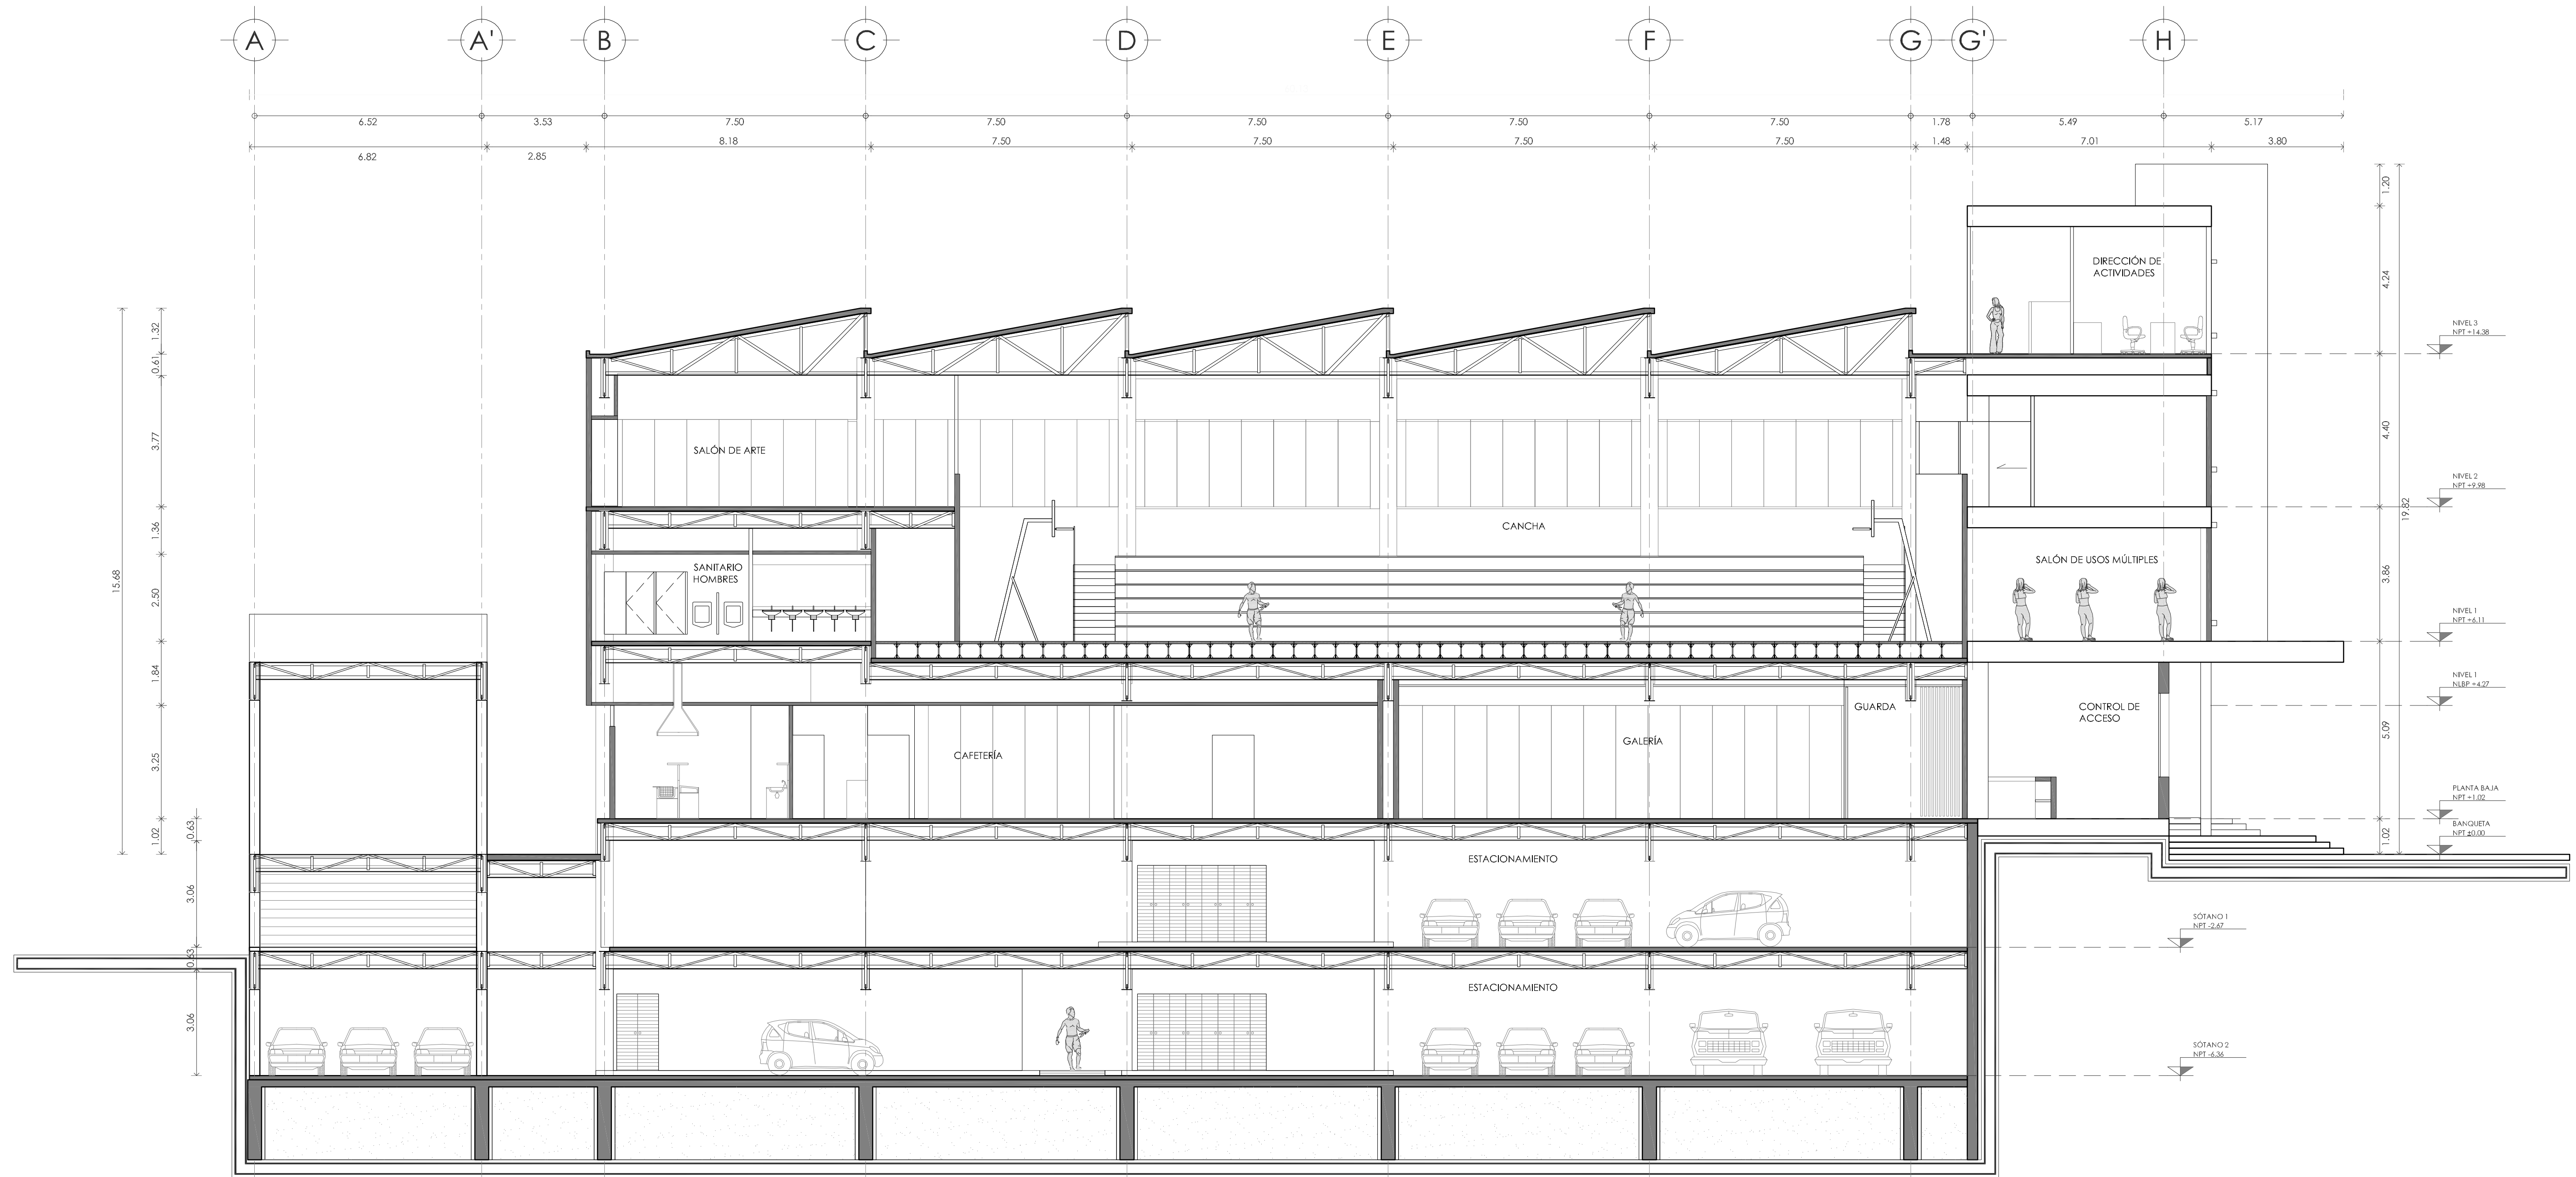 A A' B C D E F G G' H
6.52 3.53 7.50 7.50 7.50 7.50 7.50 1.78 5.49 5.17
6.82 2.85 8.18 7.50 7.50 7.50 7.50 1.48 7.01 3.80
1.20
DIRECCIÓN DE
ACTIVIDADES
4.24
1.32
NIVEL 3
NPT +14.38
0.61
3.77
SALÓN DE ARTE
4.40
NIVEL 2
NPT +9.98
19.82
CANCHA
1.36
SALÓN DE USOS MÚLTIPLES
SANITARIO
HOMBRES
15.68
2.50
3.86
NIVEL 1
NPT +6.11
1.84
NIVEL 1
NLBP +4.27
GUARDA
CONTROL DE
ACCESO
GALERÍA
CAFETERÍA
3.25
5.09
PLANTA BAJA
NPT +1.02
BANQUETA
NPT ±0.00
1.02
0.63
1.02
ESTACIONAMIENTO
3.06
SÓTANO 1
NPT -2.67
0.63
ESTACIONAMIENTO
3.06
SÓTANO 2
NPT -6.36